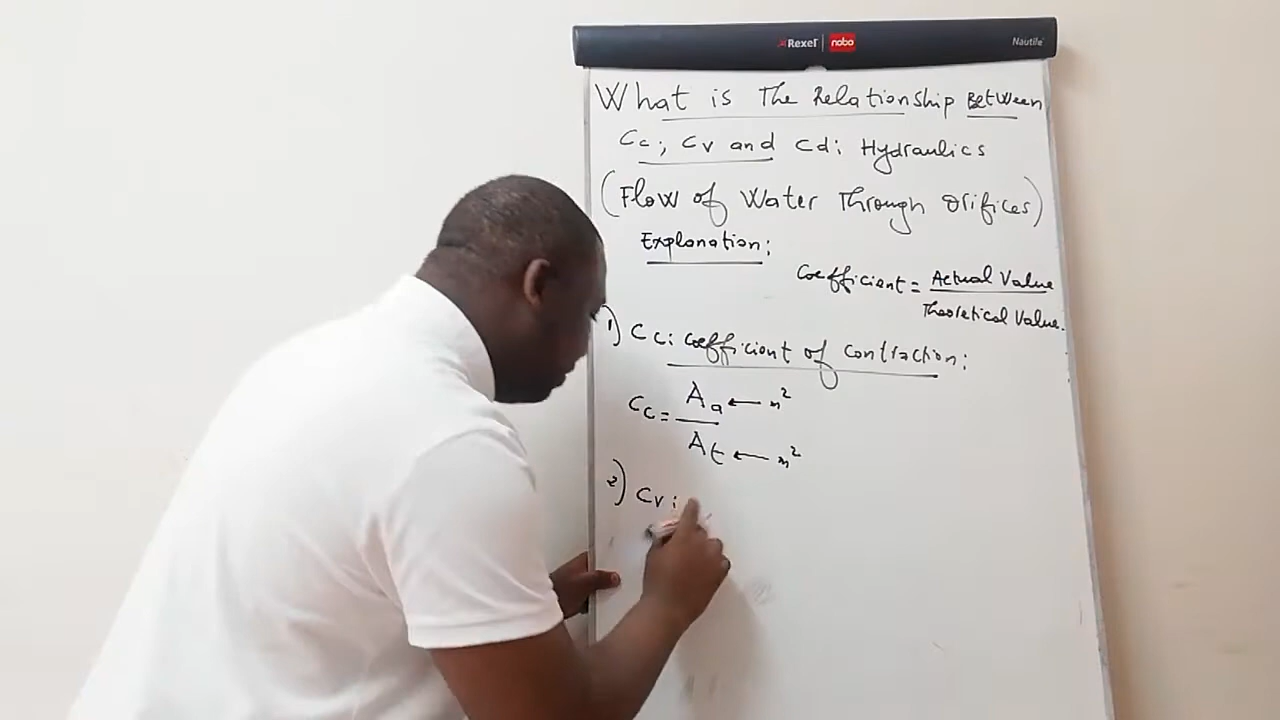 Rexel nobo Nautile
What is The Relationship Between
Cc; Cv and Cd: Hydraulics
(Flow of Water Through Orifices)
Explanation:
Coefficient = Actual Value
Theoretical Value.
1) Cc: Coefficient of Contraction:
Cc = Aa ← m²
At ← m²
2) Cv: